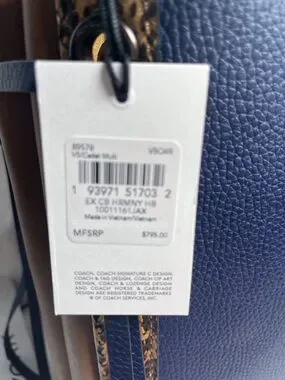 89578
V5/Cadet Multi
1 93971 51703 2
EX CB HRMNY HB
10011161JAX
Made in Vietnam/Vietnam
MFSRP $795.00
COACH, COACH SIGNATURE C DESIGN,
COACH & TAG DESIGN, COACH OP ART
DESIGN, COACH & LOZENGE DESIGN
AND COACH HORSE & CARRIAGE
DESIGN ARE REGISTERED TRADEMARKS
® OF COACH SERVICES, INC.